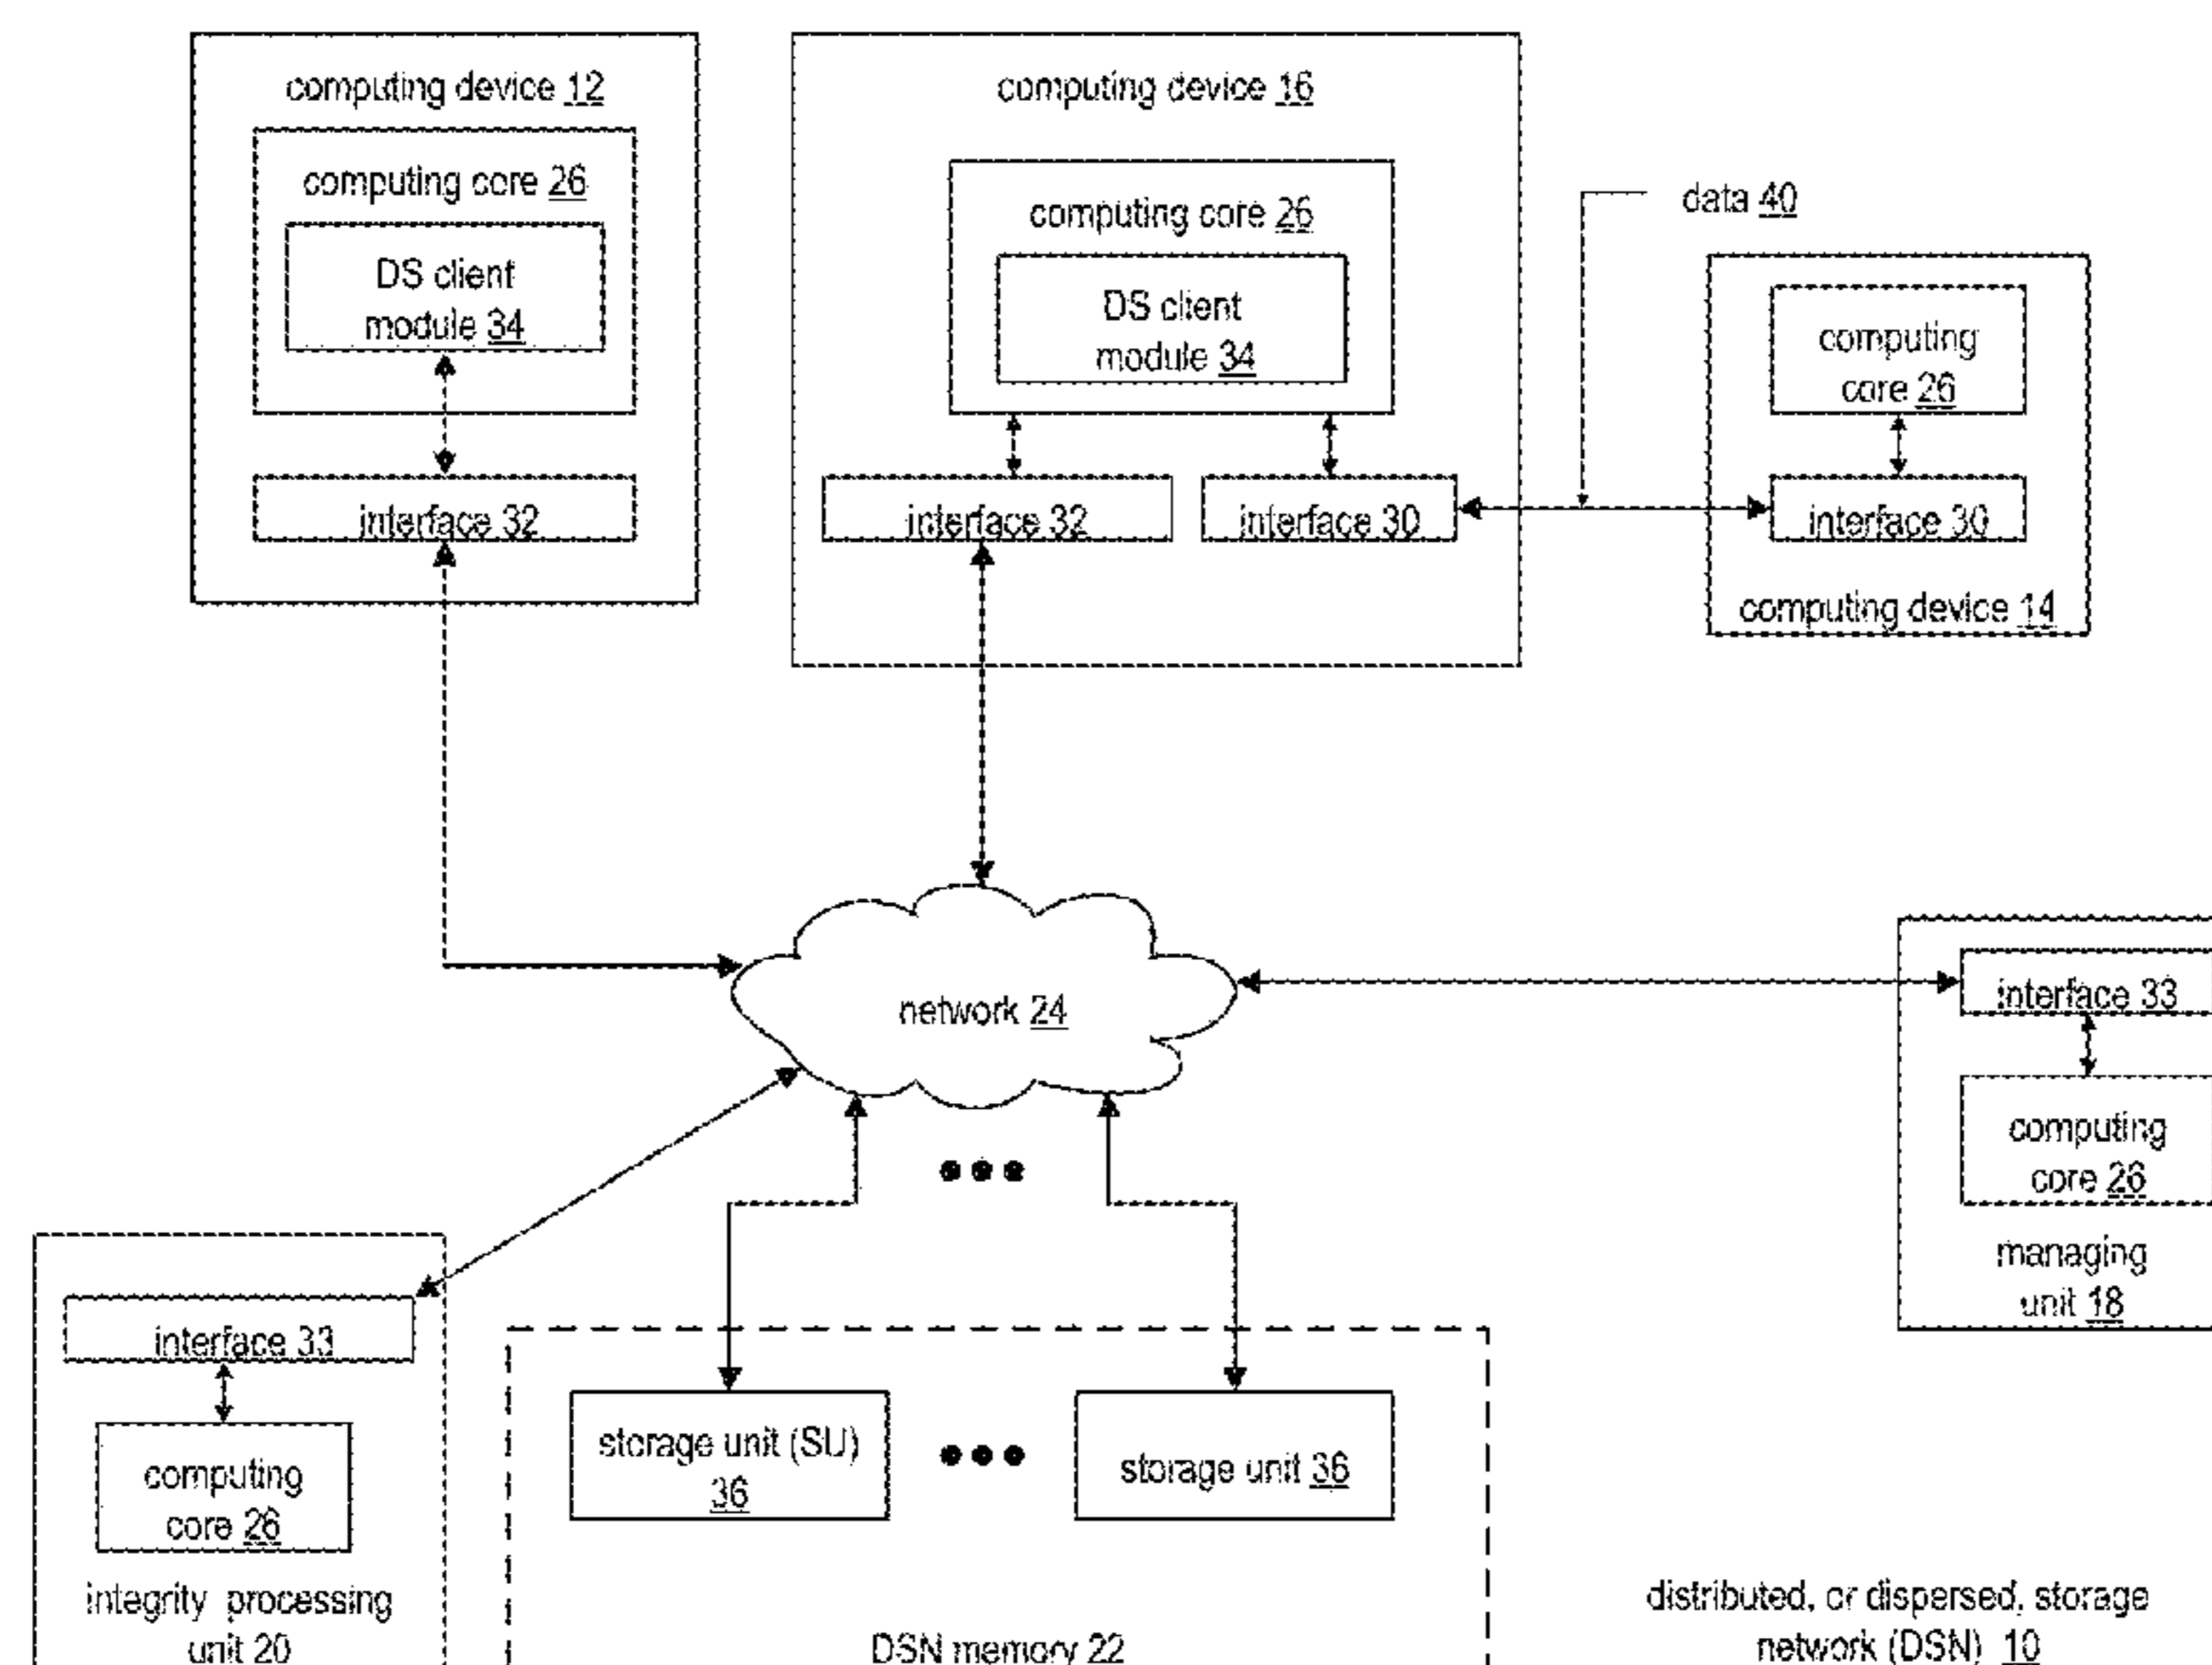 computing device 12
computing core 26
DS client
module 34
interface 32
computing device 16
computing core 26
DS client
module 34
interface 32
interface 30
data 40
computing
core 26
interface 30
computing device 14
network 24
interface 33
computing
core 26
managing
unit 18
interface 33
computing
core 26
integrity processing
unit 20
storage unit (SU)
36
storage unit 36
DSN memory 22
distributed, or dispersed, storage
network (DSN) 10